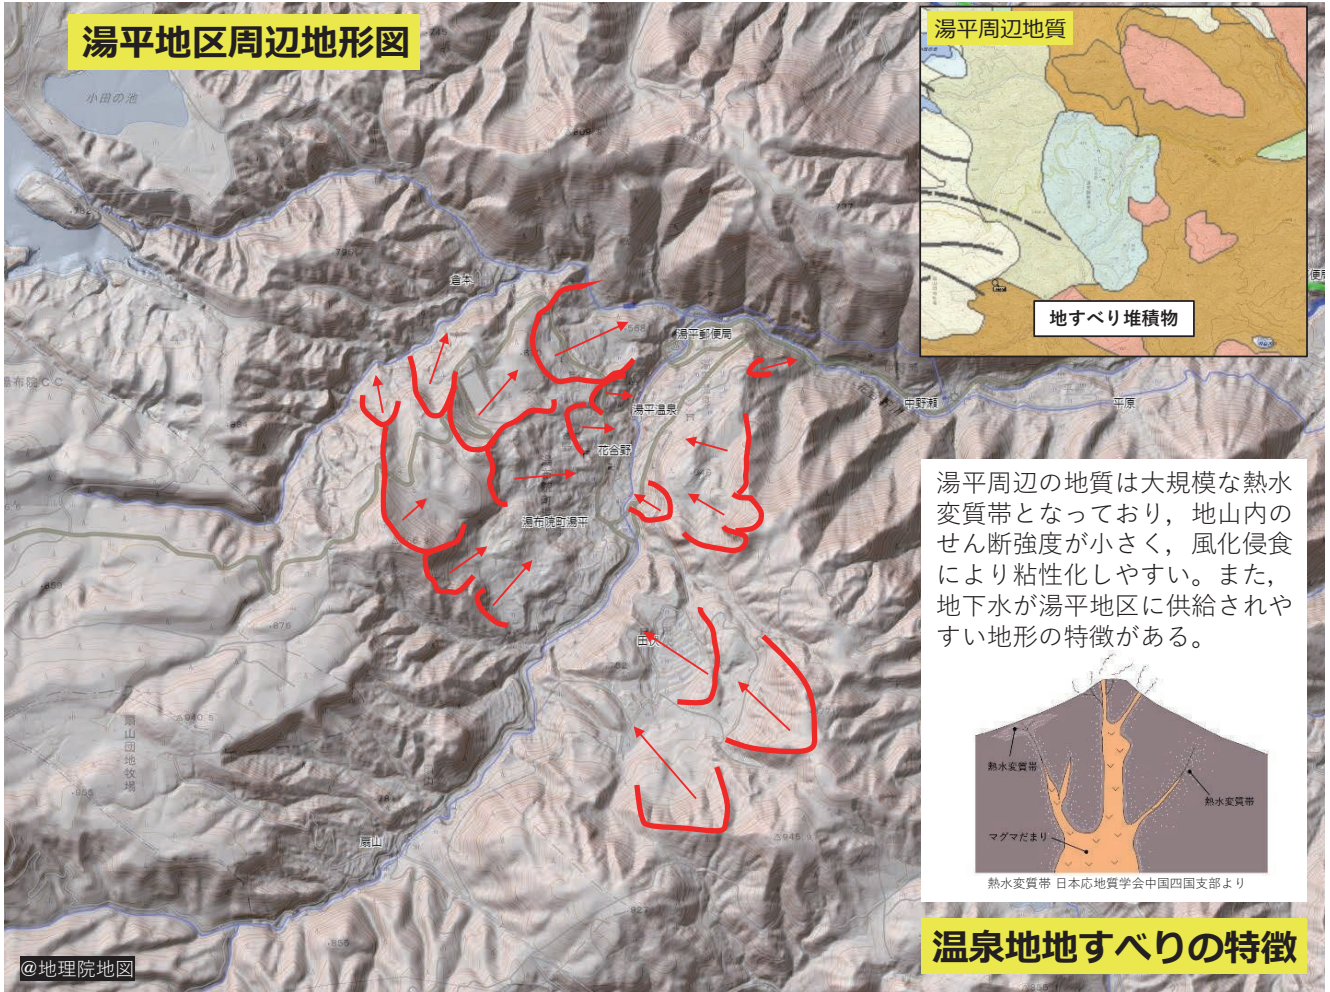 湯平地区周辺地形図
湯平周辺地質
小田の池
地すべり堆積物
倉本
湯平郵便局
湯平温泉
中野瀬
平原
花合野
湯布院町湯平
扇山団地牧場
扇山
湯平周辺の地質は大規模な熱水
変質帯となっており，地山内の
せん断強度が小さく，風化侵食
により粘性化しやすい。また，
地下水が湯平地区に供給されや
すい地形の特徴がある。
熱水変質帯
熱水変質帯
マグマだまり
熱水変質帯 日本応地質学会中国四国支部より
温泉地地すべりの特徴
@地理院地図